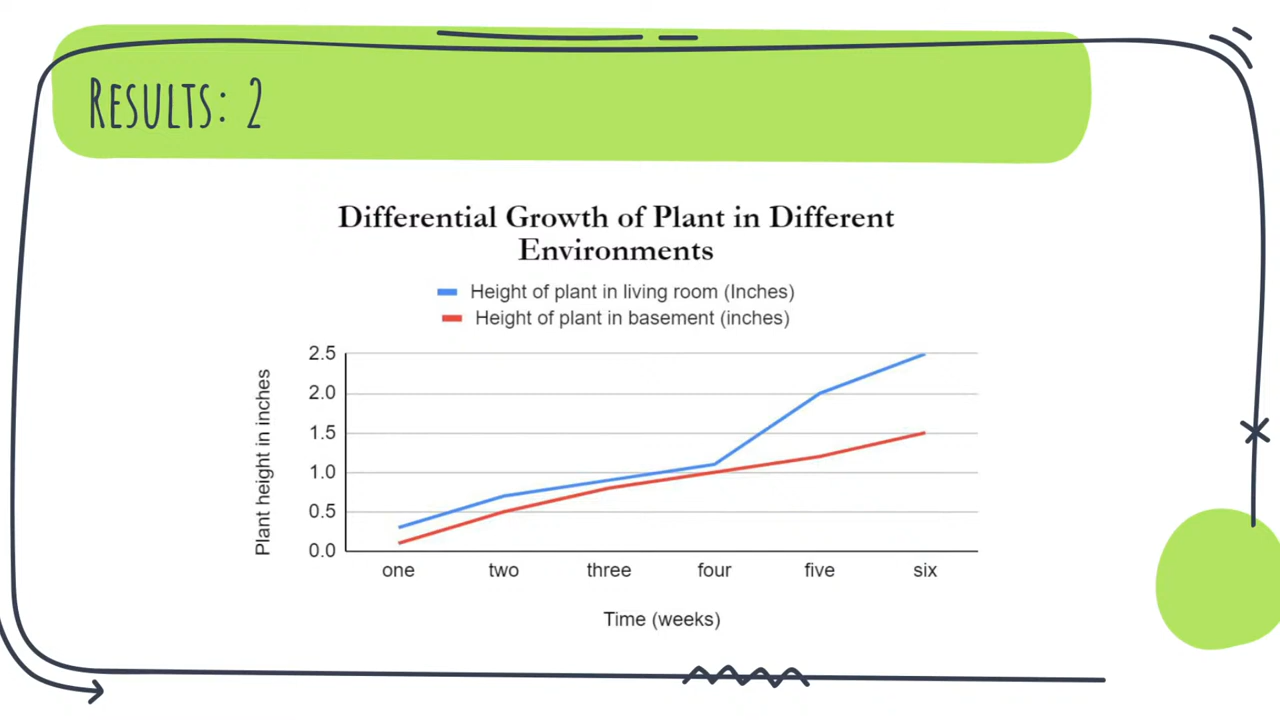 Results: 2
Differential Growth of Plant in Different
Environments
Height of plant in living room (Inches)
Height of plant in basement (inches)
Plant height in inches
2.5
2.0
1.5
1.0
0.5
0.0
one two three four five six
Time (weeks)